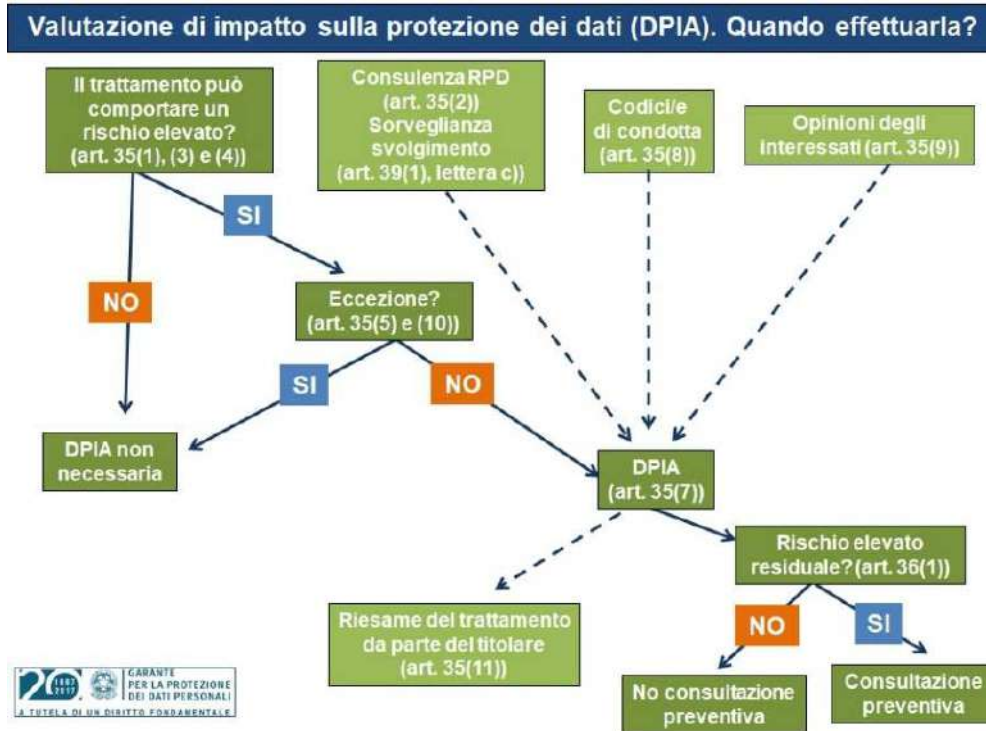 Valutazione di impatto sulla protezione dei dati (DPIA). Quando effettuarla?
Il trattamento può
comportare un
rischio elevato?
(art. 35(1), (3) e (4))
Consulenza RPD
(art. 35(2))
Sorveglianza
svolgimento
(art. 39(1), lettera c))
Codici/e
di condotta
(art. 35(8))
Opinioni degli
interessati (art. 35(9))
SI
NO
Eccezione?
(art. 35(5) e (10))
SI
NO
DPIA non
necessaria
DPIA
(art. 35(7))
Rischio elevato
residuale? (art. 36(1))
Riesame del trattamento
da parte del titolare
(art. 35(11))
NO
SI
No consultazione
preventiva
Consultazione
preventiva
20 1997
2017
GARANTE
PER LA PROTEZIONE
DEI DATI PERSONALI
A TUTELA DI UN DIRITTO FONDAMENTALE